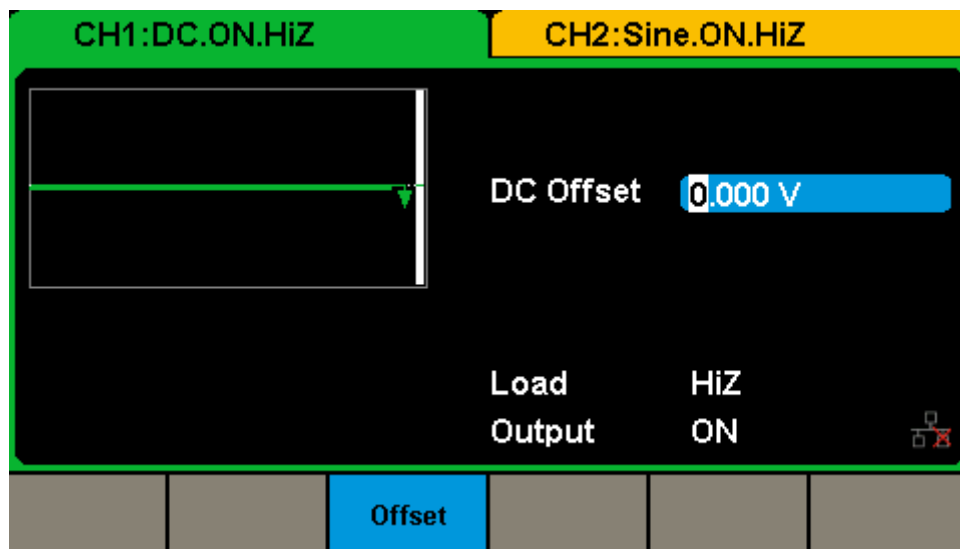 CH1:DC.ON.HiZ
CH2:Sine.ON.HiZ
DC Offset 0.000 V
Load HiZ
Output ON
Offset